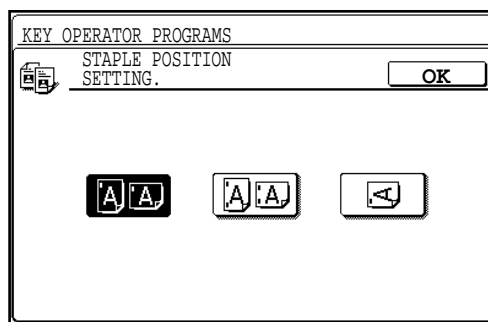 KEY OPERATOR PROGRAMS
STAPLE POSITION
SETTING.
OK
A A A A A